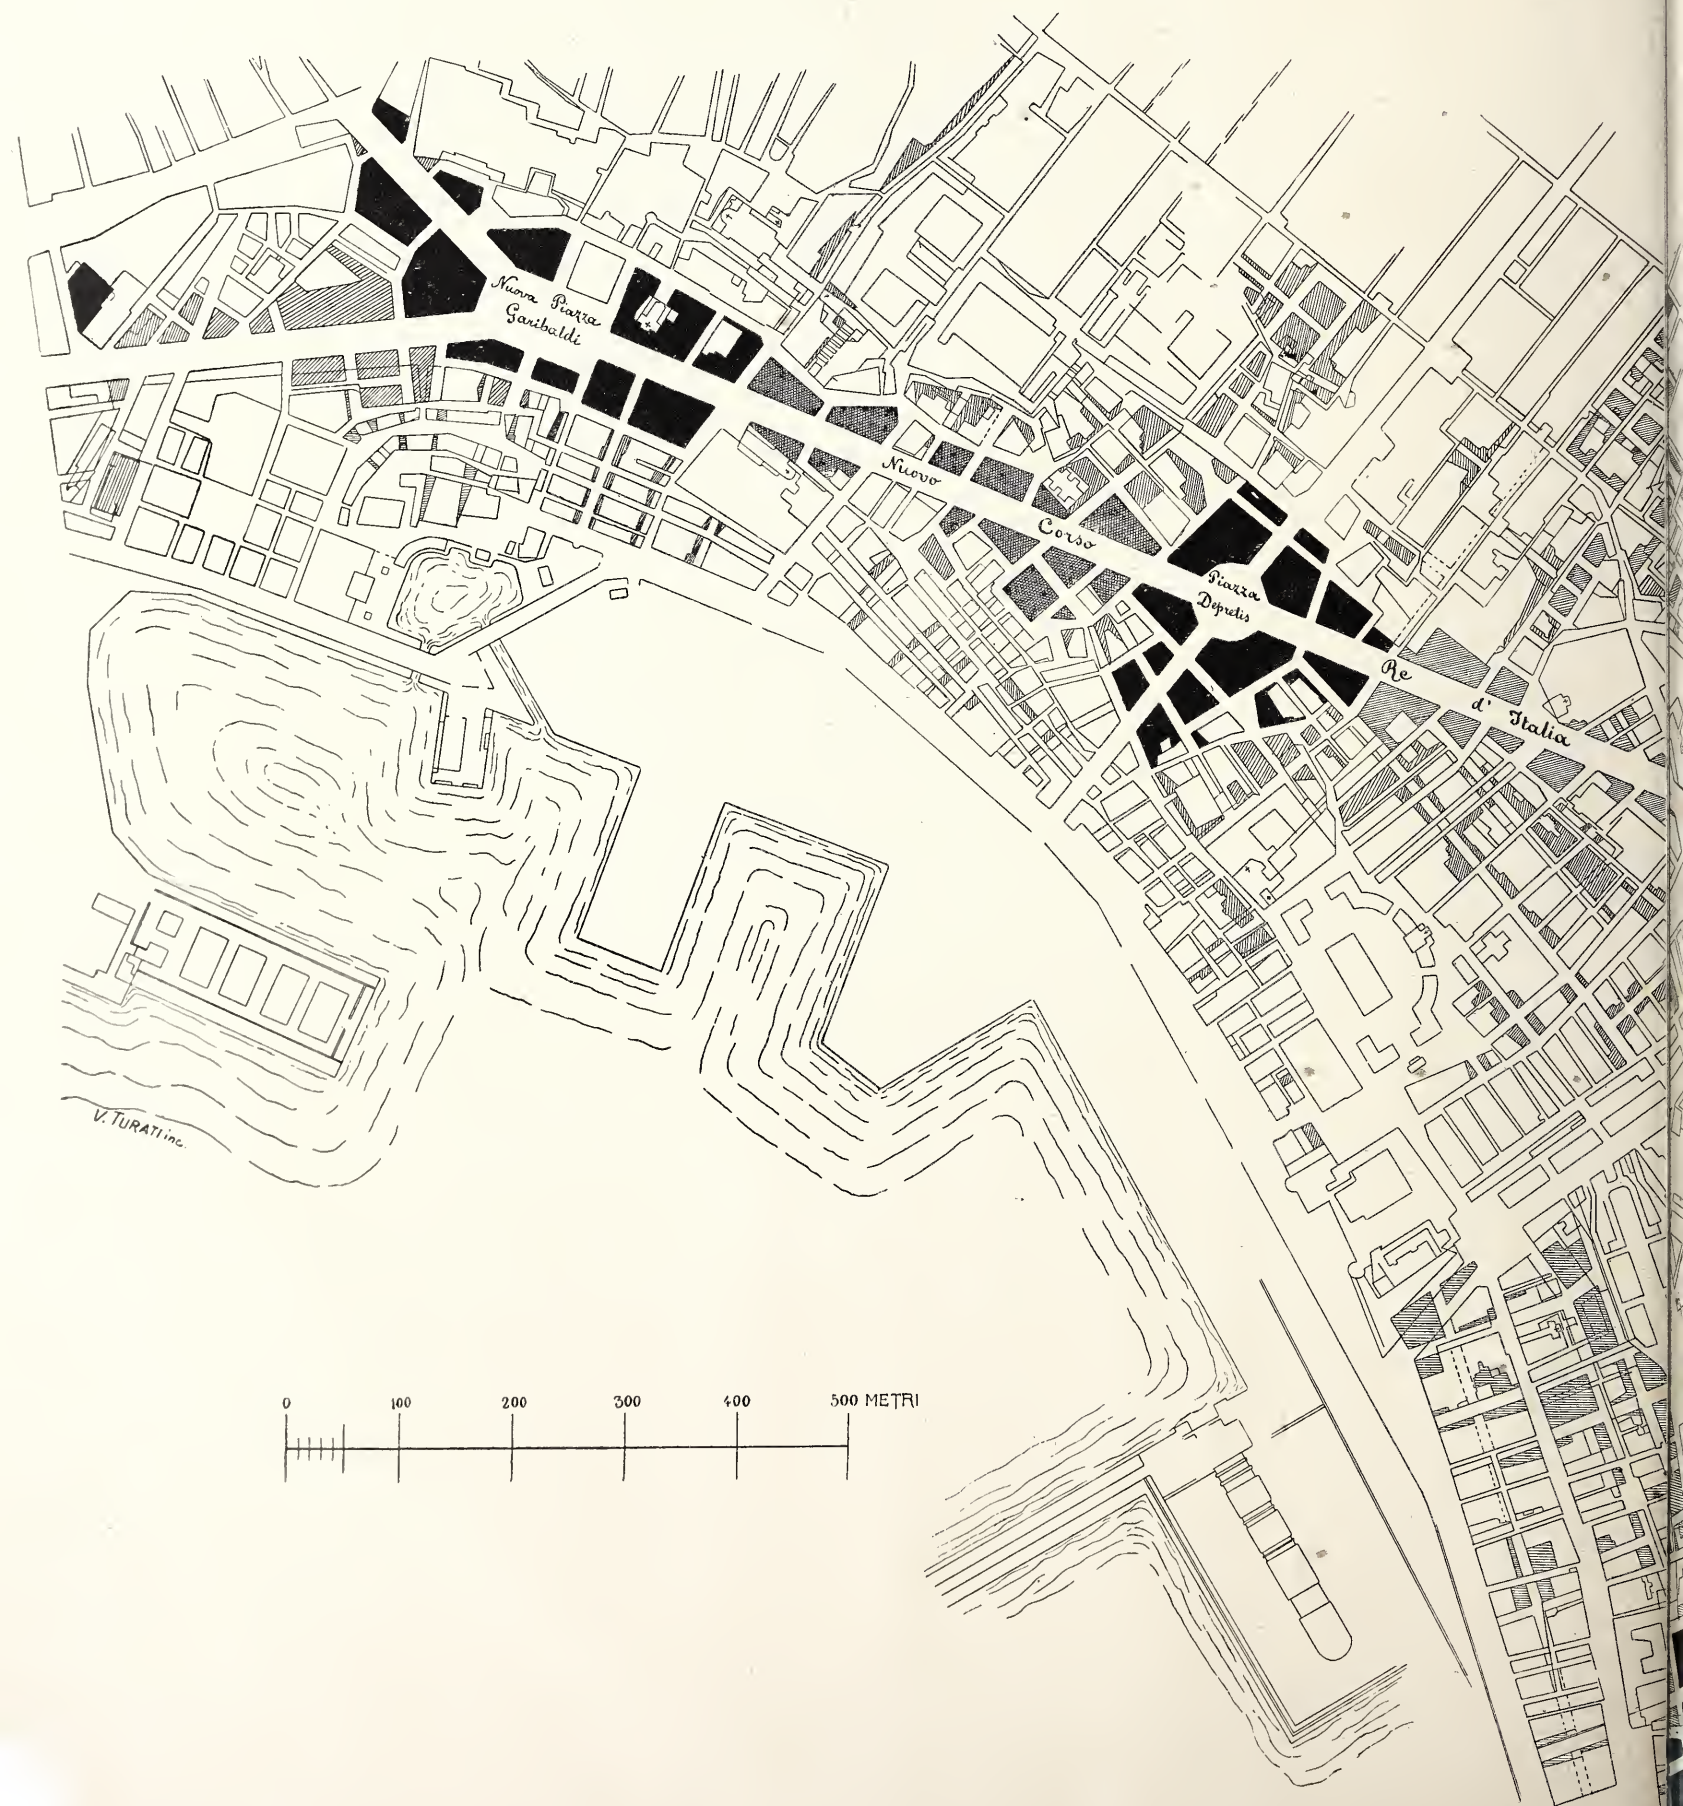 Nuova Piazza
Garibaldi
Nuovo
Corso
Piazza
Depretis
Re
d' Italia
V. TURATI inc.
0 100 200 300 400 500 METRI